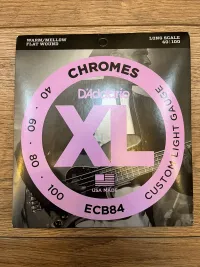 WARM/MELLOW
FLAT WOUND
LONG SCALE
40-100
CHROMES
D'Addario
XL
40 · 60 · 80 · 100
CUSTOM LIGHT GAUGE
USA MADE
ECB84